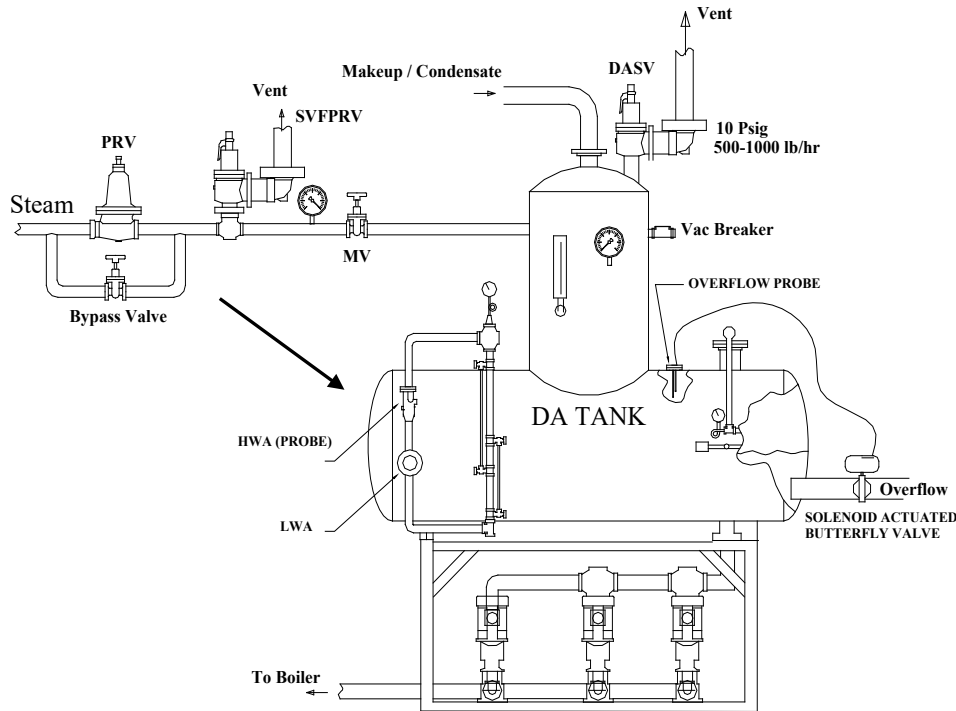 Vent
Makeup / Condensate
DASV
Vent
SVFPRV
PRV
10 Psig
500-1000 lb/hr
Steam
Vac Breaker
MV
OVERFLOW PROBE
Bypass Valve
DA TANK
HWA (PROBE)
Overflow
LWA
SOLENOID ACTUATED
BUTTERFLY VALVE
To Boiler